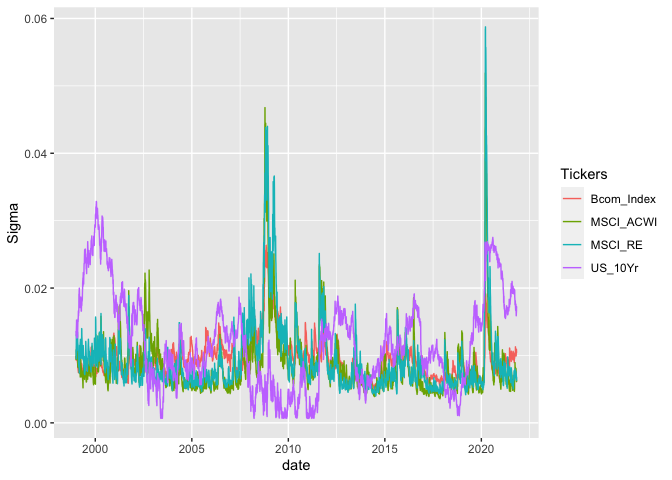 0.06
0.04
0.02
0.00
Sigma
2000
2005
2010
2015
2020
date
Tickers
Bcom_Index
MSCI_ACWI
MSCI_RE
US_10Yr